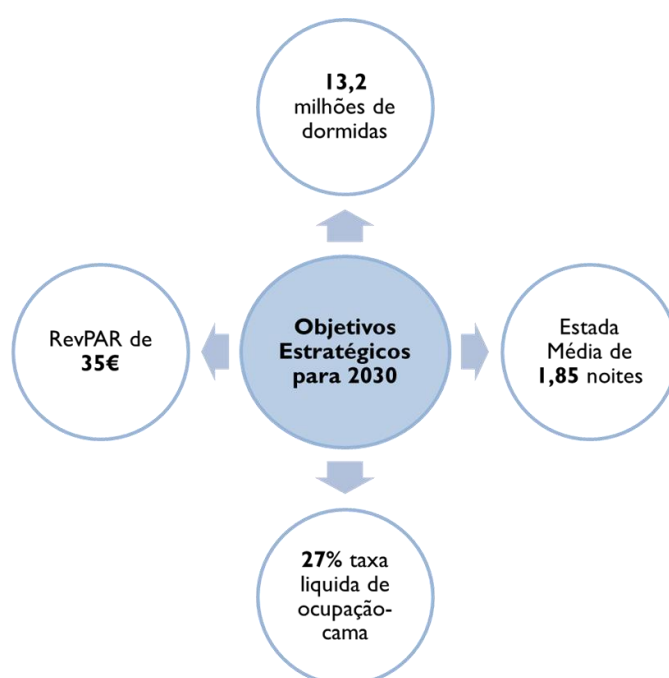 13,2
milhões de
dormidas
RevPAR de
35€
Objetivos
Estratégicos
para 2030
Estada
Média de
1,85 noites
27% taxa
liquida de
ocupação-
cama